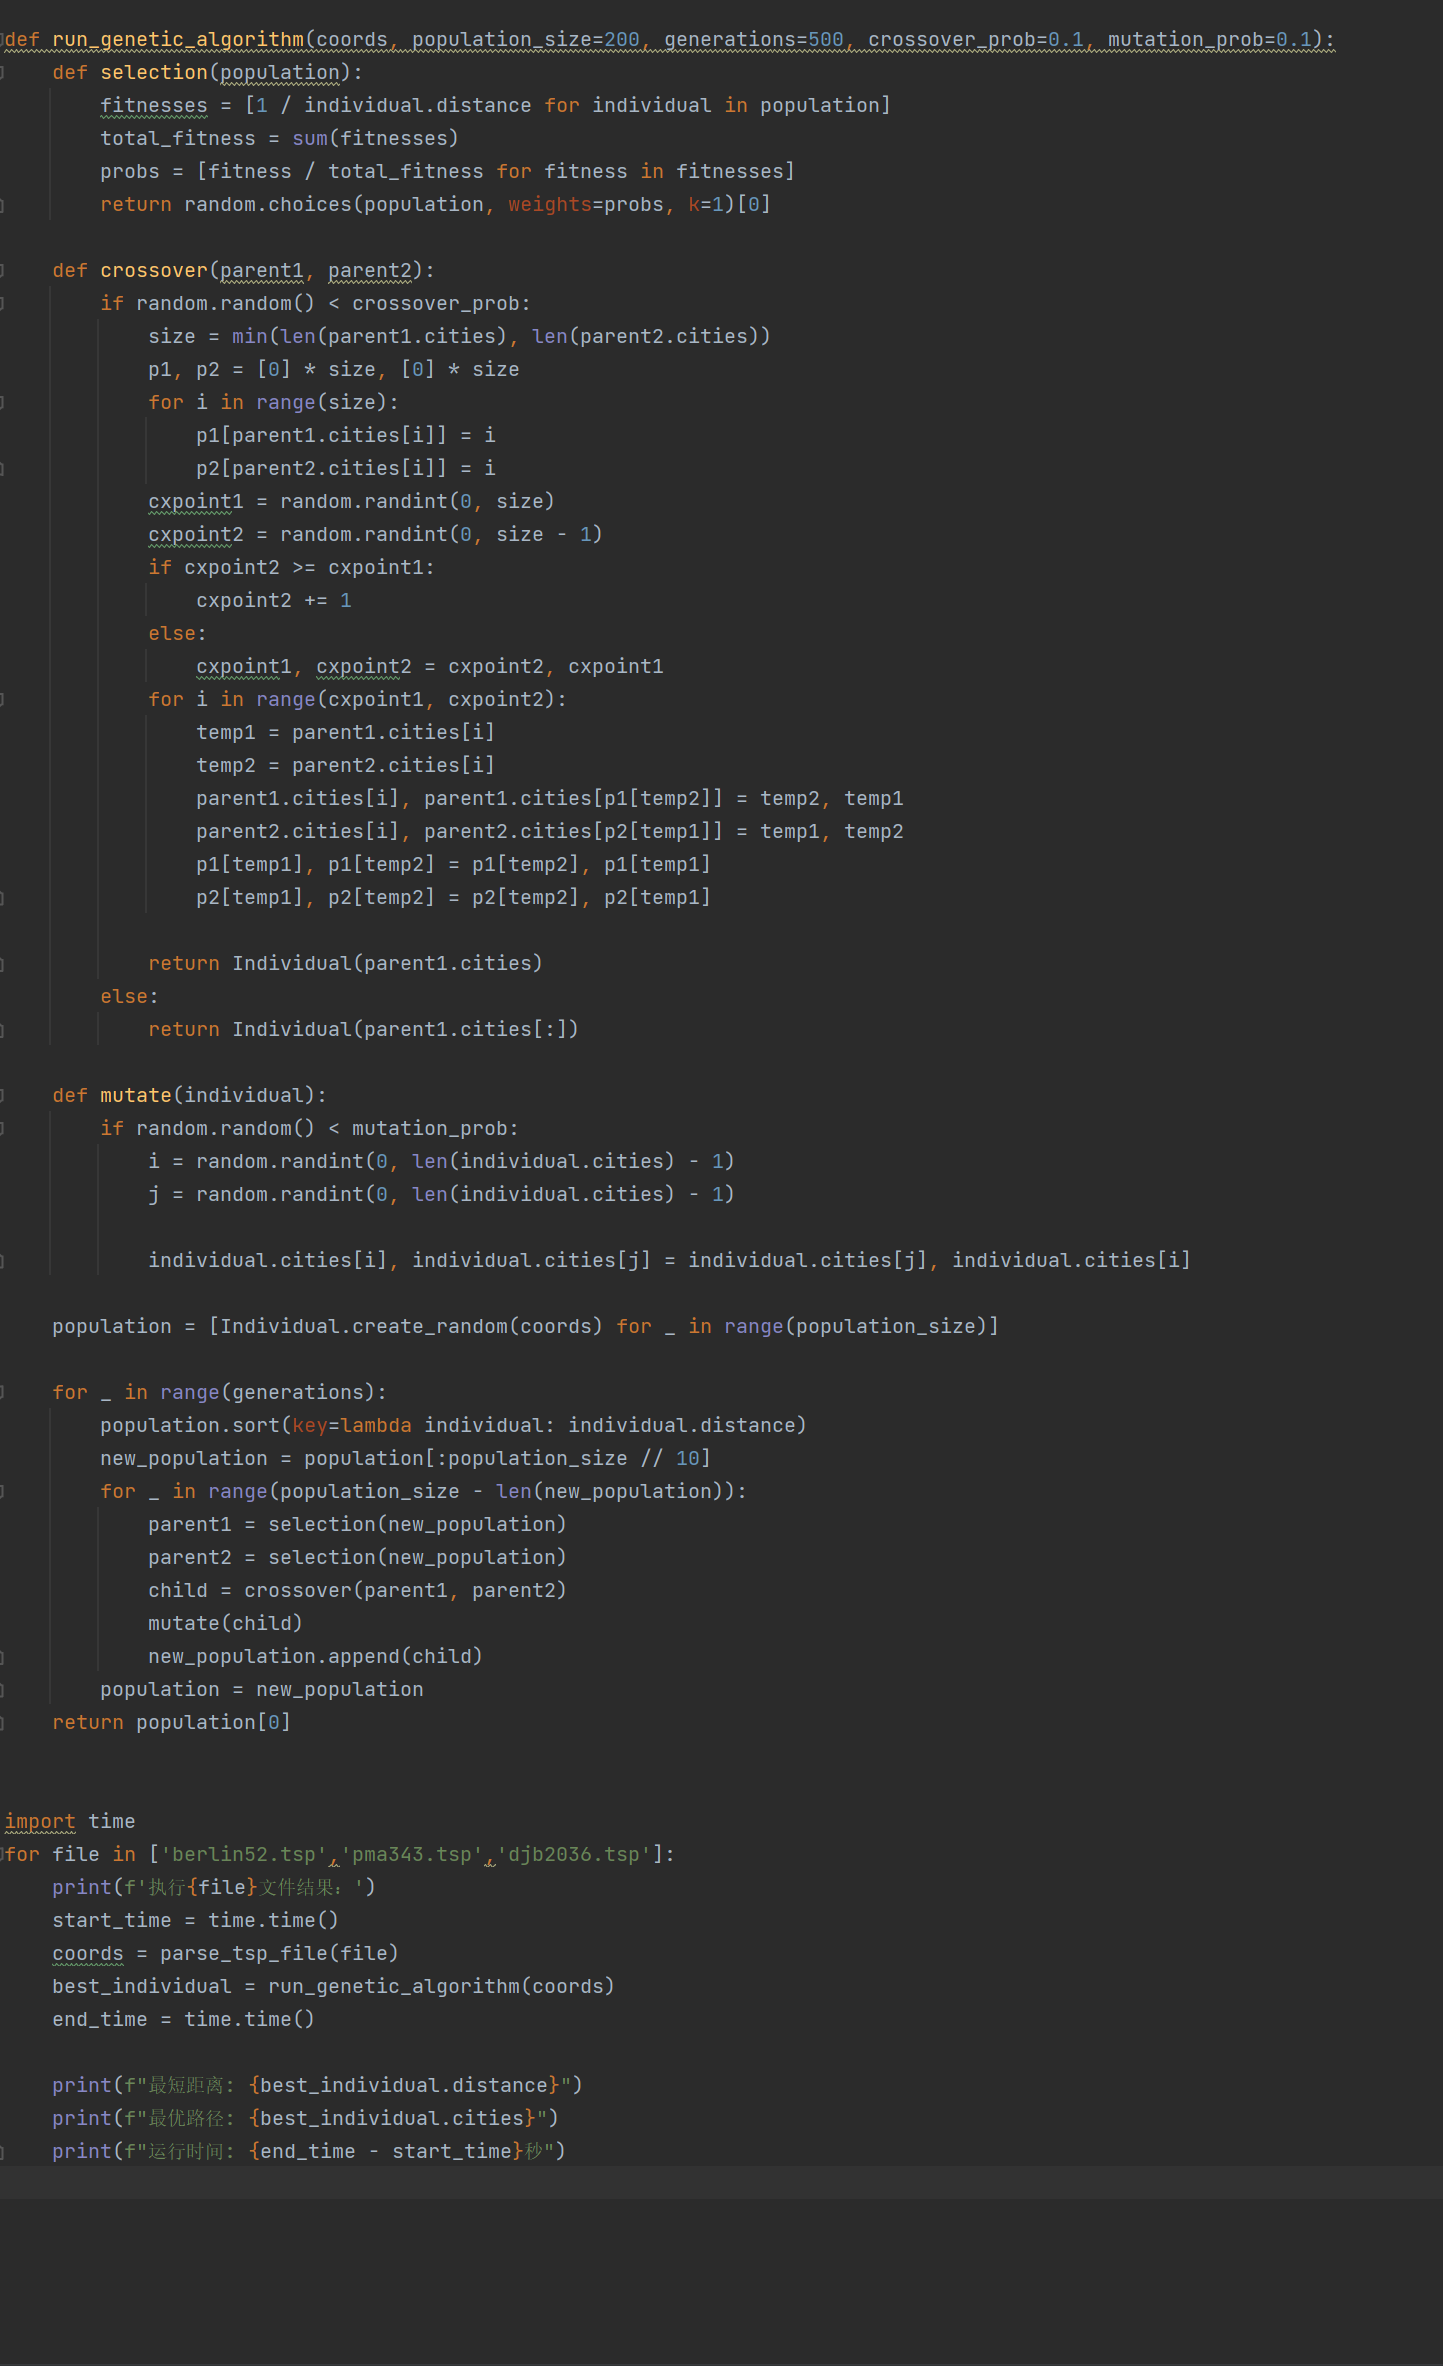 def run_genetic_algorithm(coords, population_size=200, generations=500, crossover_prob=0.1, mutation_prob=0.1):
    def selection(population):
        fitnesses = [1 / individual.distance for individual in population]
        total_fitness = sum(fitnesses)
        probs = [fitness / total_fitness for fitness in fitnesses]
        return random.choices(population, weights=probs, k=1)[0]

    def crossover(parent1, parent2):
        if random.random() < crossover_prob:
            size = min(len(parent1.cities), len(parent2.cities))
            p1, p2 = [0] * size, [0] * size
            for i in range(size):
                p1[parent1.cities[i]] = i
                p2[parent2.cities[i]] = i
            cxpoint1 = random.randint(0, size)
            cxpoint2 = random.randint(0, size - 1)
            if cxpoint2 >= cxpoint1:
                cxpoint2 += 1
            else:
                cxpoint1, cxpoint2 = cxpoint2, cxpoint1
            for i in range(cxpoint1, cxpoint2):
                temp1 = parent1.cities[i]
                temp2 = parent2.cities[i]
                parent1.cities[i], parent1.cities[p1[temp2]] = temp2, temp1
                parent2.cities[i], parent2.cities[p2[temp1]] = temp1, temp2
                p1[temp1], p1[temp2] = p1[temp2], p1[temp1]
                p2[temp1], p2[temp2] = p2[temp2], p2[temp1]

            return Individual(parent1.cities)
        else:
            return Individual(parent1.cities[:])

    def mutate(individual):
        if random.random() < mutation_prob:
            i = random.randint(0, len(individual.cities) - 1)
            j = random.randint(0, len(individual.cities) - 1)

            individual.cities[i], individual.cities[j] = individual.cities[j], individual.cities[i]

    population = [Individual.create_random(coords) for _ in range(population_size)]

    for _ in range(generations):
        population.sort(key=lambda individual: individual.distance)
        new_population = population[:population_size // 10]
        for _ in range(population_size - len(new_population)):
            parent1 = selection(new_population)
            parent2 = selection(new_population)
            child = crossover(parent1, parent2)
            mutate(child)
            new_population.append(child)
        population = new_population
    return population[0]


import time
for file in ['berlin52.tsp','pma343.tsp','djb2036.tsp']:
    print(f'执行{file}文件结果：')
    start_time = time.time()
    coords = parse_tsp_file(file)
    best_individual = run_genetic_algorithm(coords)
    end_time = time.time()

    print(f"最短距离: {best_individual.distance}")
    print(f"最优路径: {best_individual.cities}")
    print(f"运行时间: {end_time - start_time}秒")